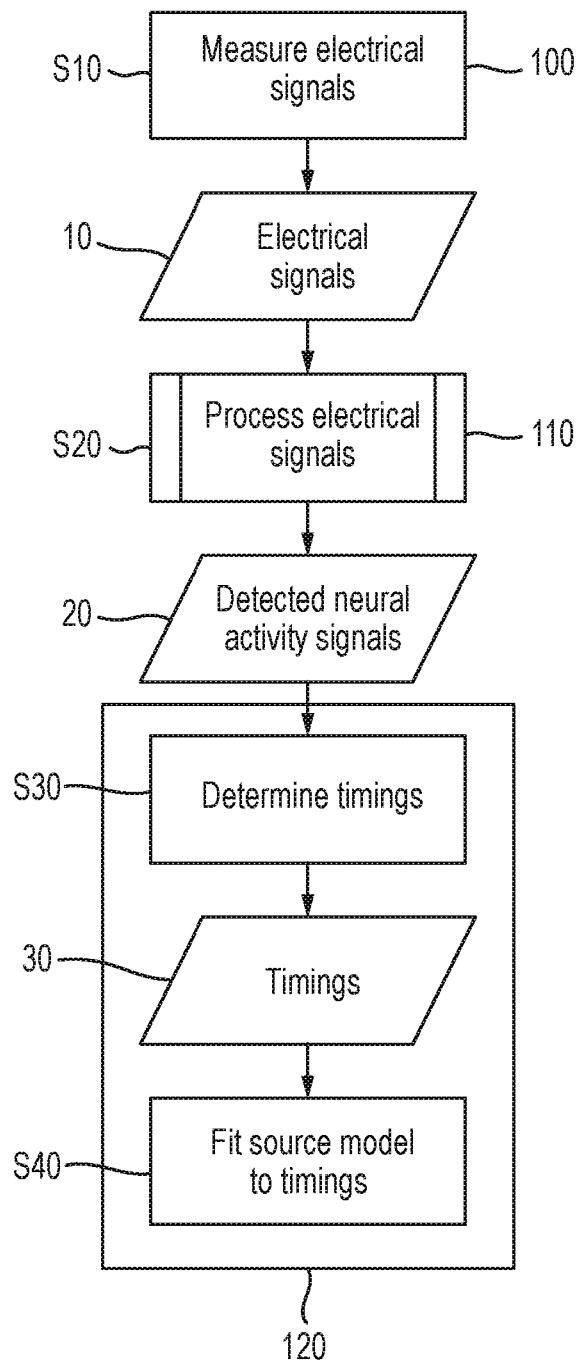 Measure electrical
signals
S10
100
10
Electrical
signals
Process electrical
signals
S20
110
20
Detected neural
activity signals
S30
Determine timings
30
Timings
Fit source model
to timings
S40
120